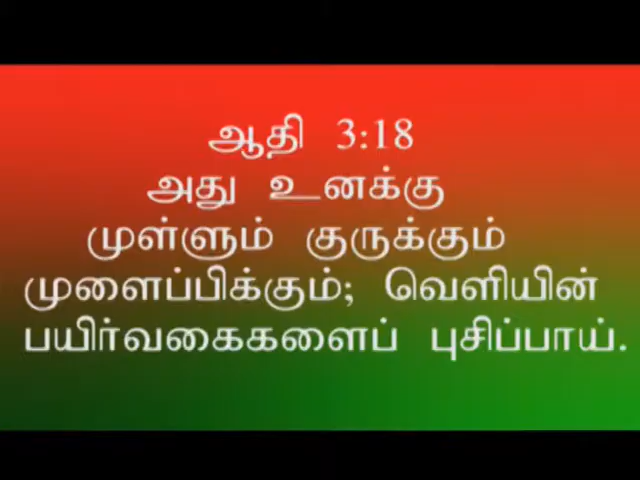 ஆதி 3:18
அது உனக்கு
முள்ளும் குருக்கும்
முளைப்பிக்கும்; வெளியின்
பயிர்வகைகளைப் புசிப்பாய்.